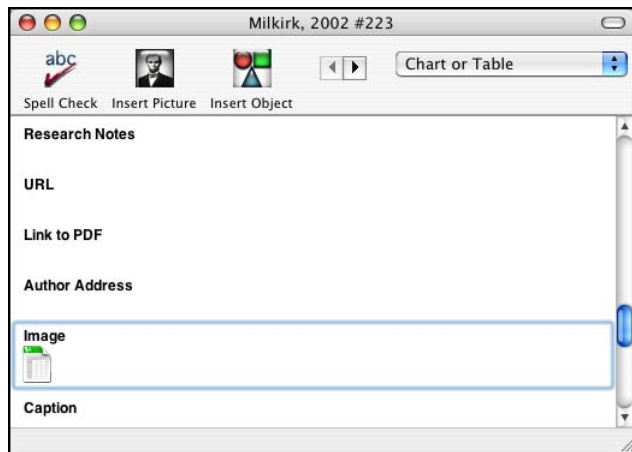 Milkirk, 2002 #223
abc
Spell Check Insert Picture Insert Object
Chart or Table
Research Notes
URL
Link to PDF
Author Address
Image
Caption